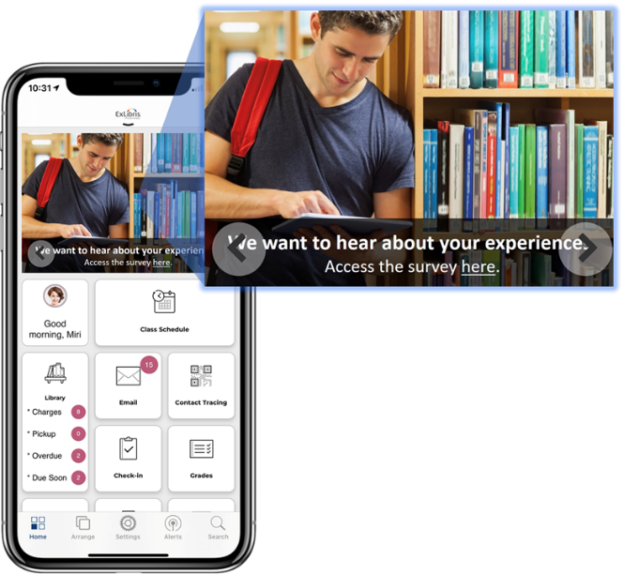 10:31
ExLibris
We want to hear about your experien
Access the survey here.
We want to hear about your experience.
Access the survey here.
Good
morning, Miri
Class Schedule
Library
* Charges 8
* Pickup 0
* Overdue 2
* Due Soon 2
15
Email
Contact Tracing
Check-in
Grades
Home
Arrange
Settings
Alerts
Search